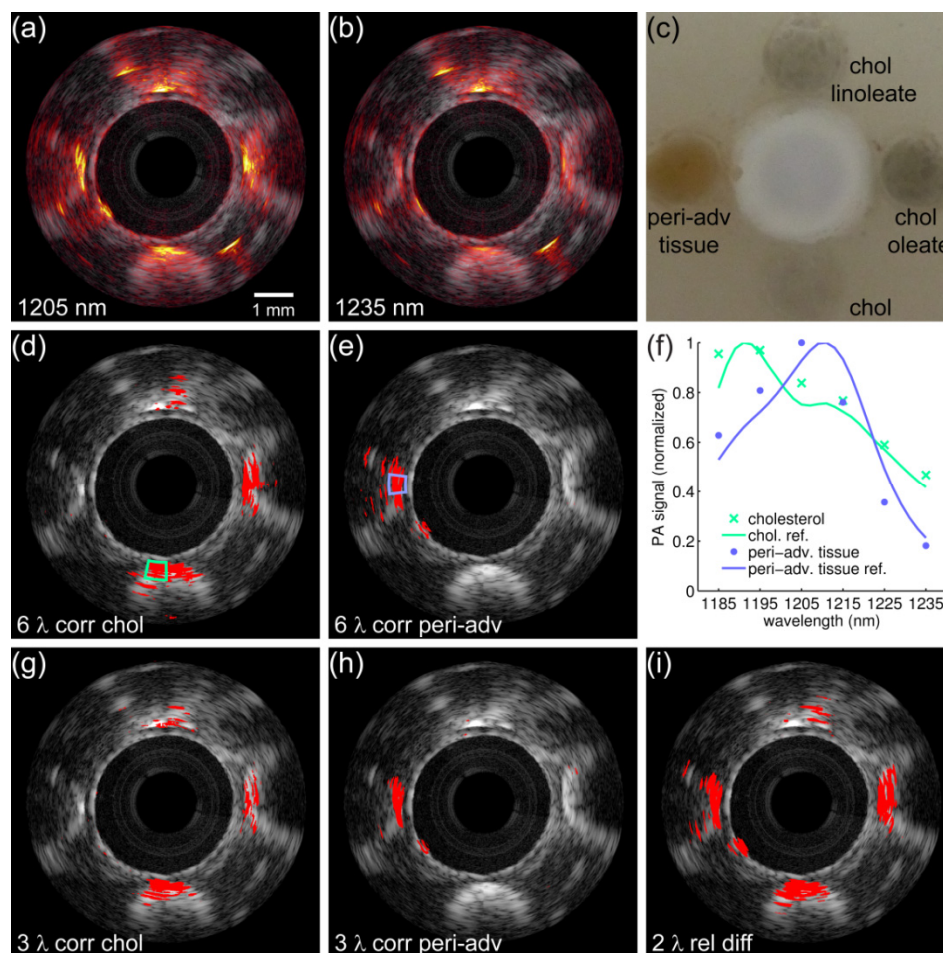 (a)
1205 nm
1 mm
(b)
1235 nm
(c)
chol
linoleate
peri-adv
tissue
chol
oleate
chol
(d)
6 λ corr chol
(e)
6 λ corr peri-adv
(f)
PA signal (normalized)
1
0.8
0.6
0.4
0.2
0
cholesterol
chol. ref.
peri-adv. tissue
peri-adv. tissue ref.
1185 1195 1205 1215 1225 1235
wavelength (nm)
(g)
3 λ corr chol
(h)
3 λ corr peri-adv
(i)
2 λ rel diff